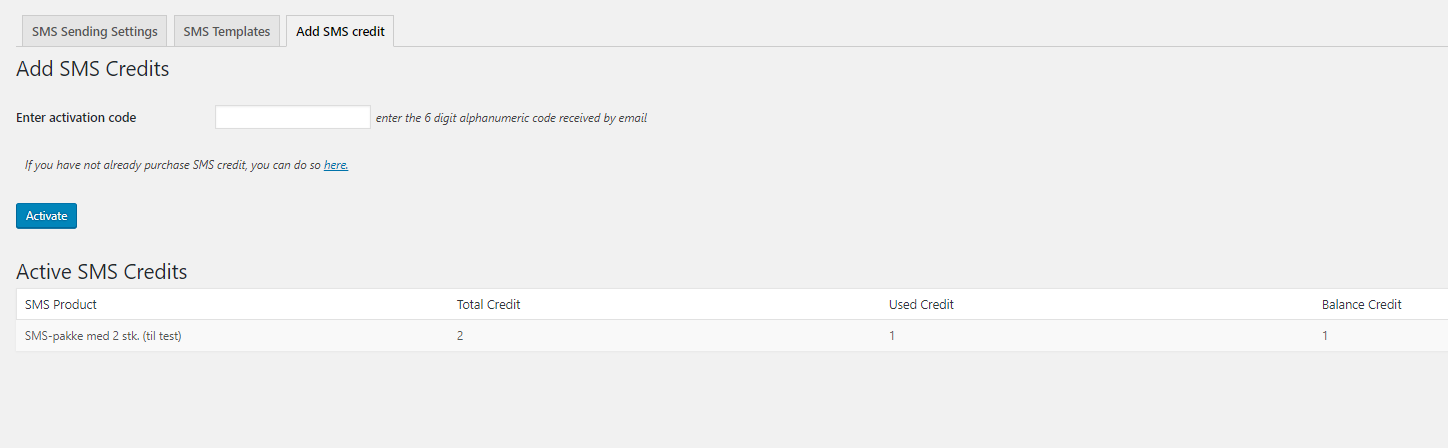 SMS Sending Settings SMS Templates Add SMS credit
Add SMS Credits
Enter activation code enter the 6 digit alphanumeric code received by email
If you have not already purchase SMS credit, you can do so here.
Activate
Active SMS Credits
SMS Product Total Credit Used Credit Balance Credit
SMS-pakke med 2 stk. (til test) 2 1 1